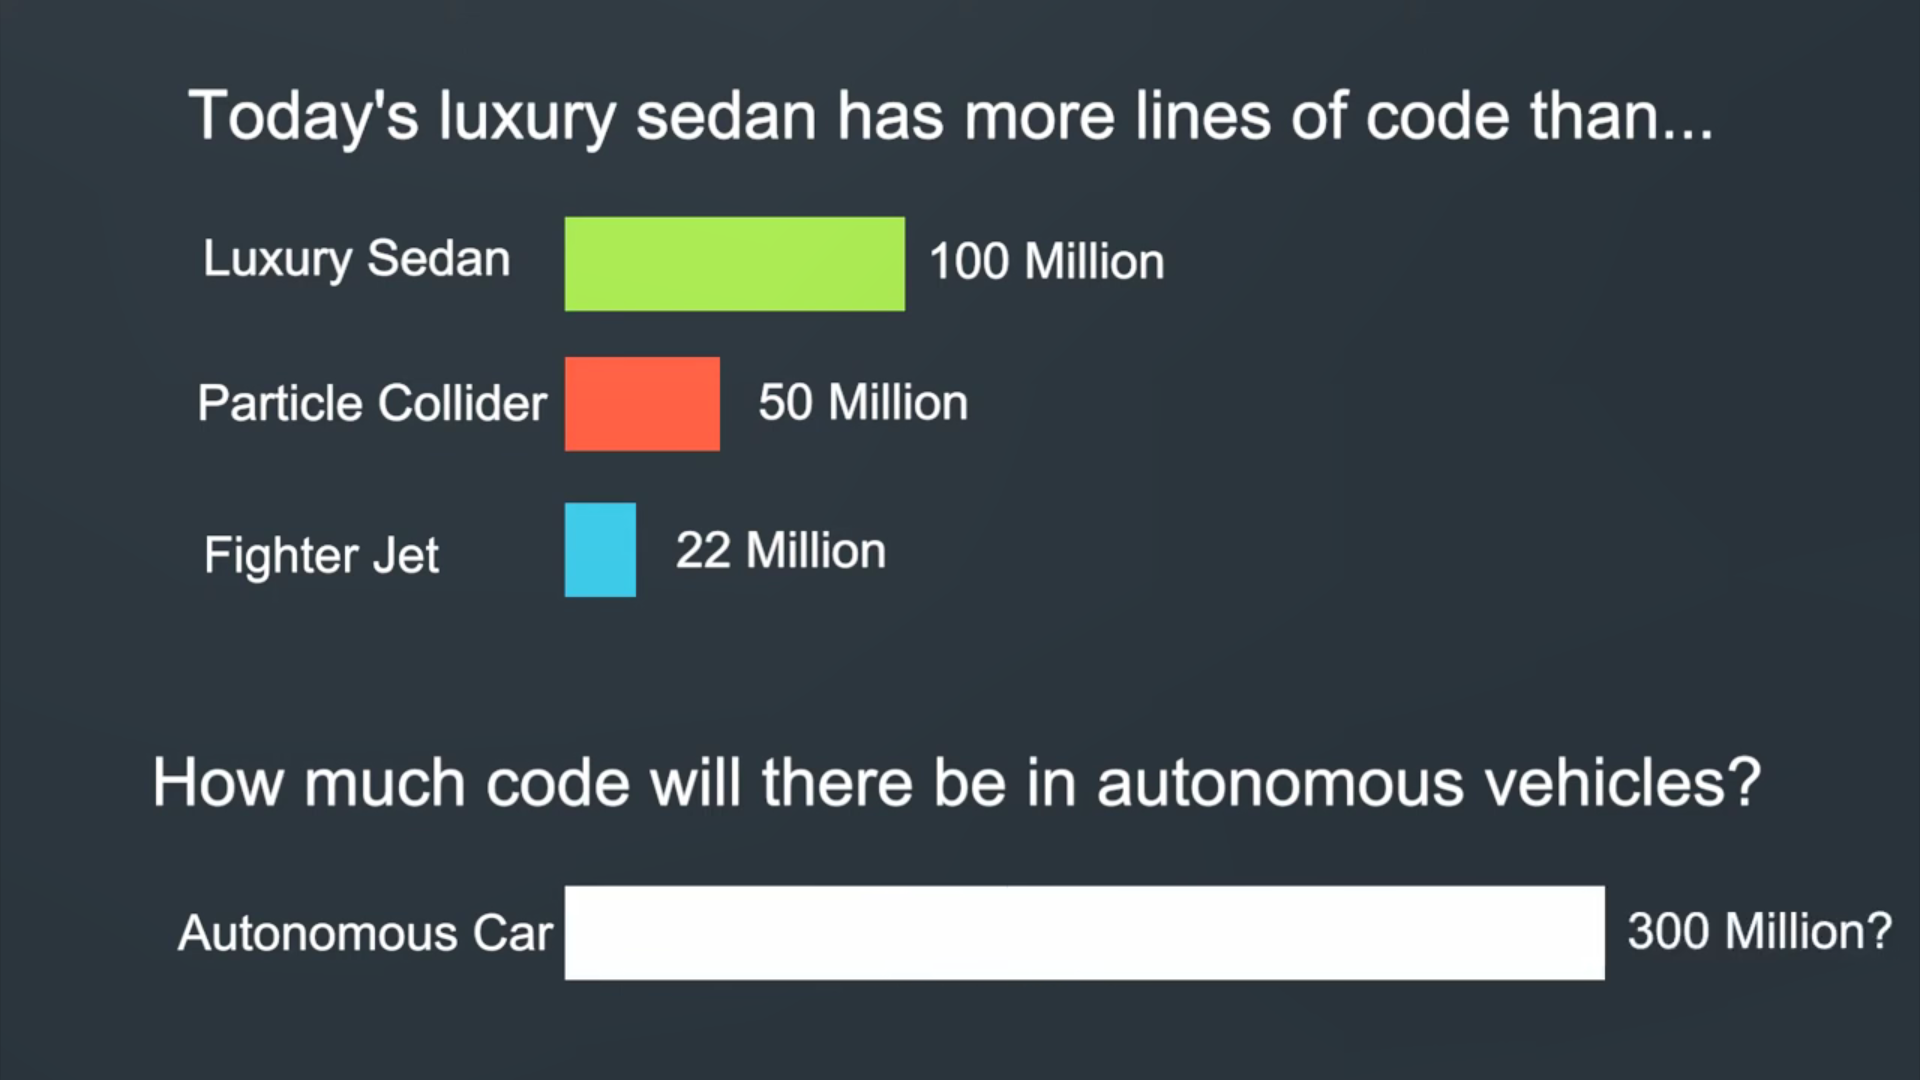 Today's luxury sedan has more lines of code than...
Luxury Sedan 100 Million
Particle Collider 50 Million
Fighter Jet 22 Million
How much code will there be in autonomous vehicles?
Autonomous Car 300 Million?